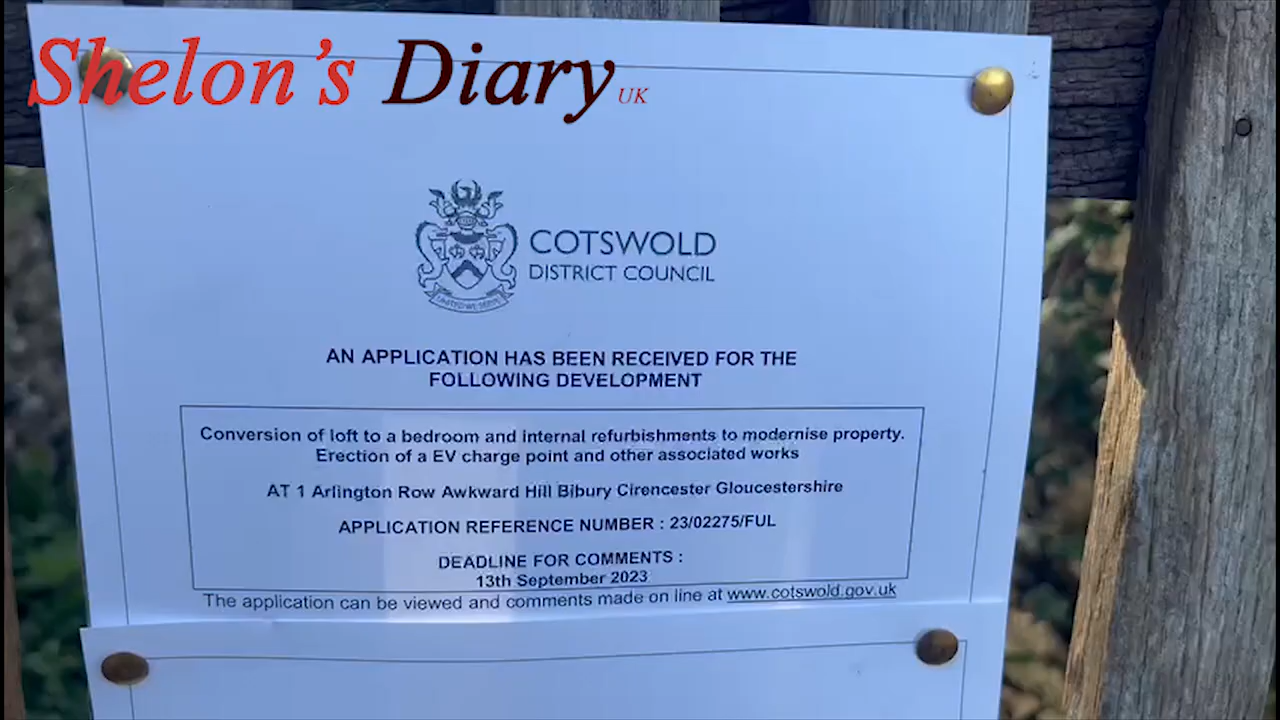 Shelon's Diary UK
COTSWOLD
DISTRICT COUNCIL
AN APPLICATION HAS BEEN RECEIVED FOR THE
FOLLOWING DEVELOPMENT
Conversion of loft to a bedroom and internal refurbishments to modernise property.
Erection of a EV charge point and other associated works
AT 1 Arlington Row Awkward Hill Bibury Cirencester Gloucestershire
APPLICATION REFERENCE NUMBER : 23/02275/FUL
DEADLINE FOR COMMENTS :
13th September 2023
The application can be viewed and comments made on line at www.cotswold.gov.uk